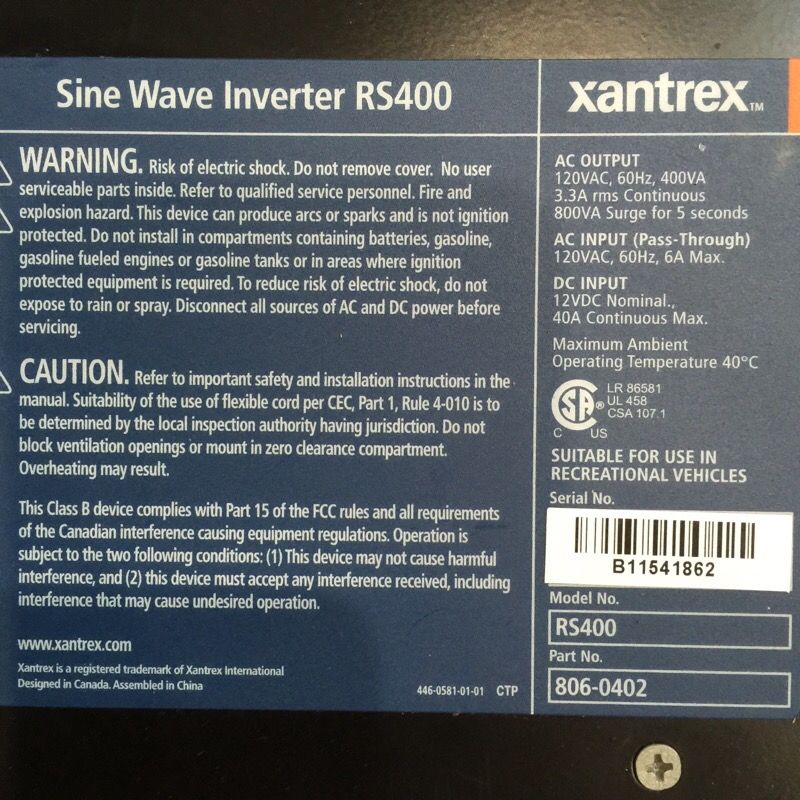 Sine Wave Inverter RS400
WARNING. Risk of electric shock. Do not remove cover. No user
serviceable parts inside. Refer to qualified service personnel. Fire and
explosion hazard. This device can produce arcs or sparks and is not ignition
protected. Do not install in compartments containing batteries, gasoline,
gasoline fueled engines or gasoline tanks or in areas where ignition
protected equipment is required. To reduce risk of electric shock, do not
expose to rain or spray. Disconnect all sources of AC and DC power before
servicing.
CAUTION. Refer to important safety and installation instructions in the
manual. Suitability of the use of flexible cord per CEC, Part 1, Rule 4-010 is to
be determined by the local inspection authority having jurisdiction. Do not
block ventilation openings or mount in zero clearance compartment.
Overheating may result.
This Class B device complies with Part 15 of the FCC rules and all requirements
of the Canadian interference causing equipment regulations. Operation is
subject to the two following conditions: (1) This device may not cause harmful
interference, and (2) this device must accept any interference received, including
interference that may cause undesired operation.
www.xantrex.com
Xantrex is a registered trademark of Xantrex International
Designed in Canada. Assembled in China
446-0581-01-01 CTP
xantrex™
AC OUTPUT
120VAC, 60Hz, 400VA
3.3A rms Continuous
800VA Surge for 5 seconds
AC INPUT (Pass-Through)
120VAC, 60Hz, 6A Max.
DC INPUT
12VDC Nominal.,
40A Continuous Max.
Maximum Ambient
Operating Temperature 40°C
SA ®
C US
LR 86581
UL 458
CSA 107.1
SUITABLE FOR USE IN
RECREATIONAL VEHICLES
Serial No.
B11541862
Model No.
RS400
Part No.
806-0402